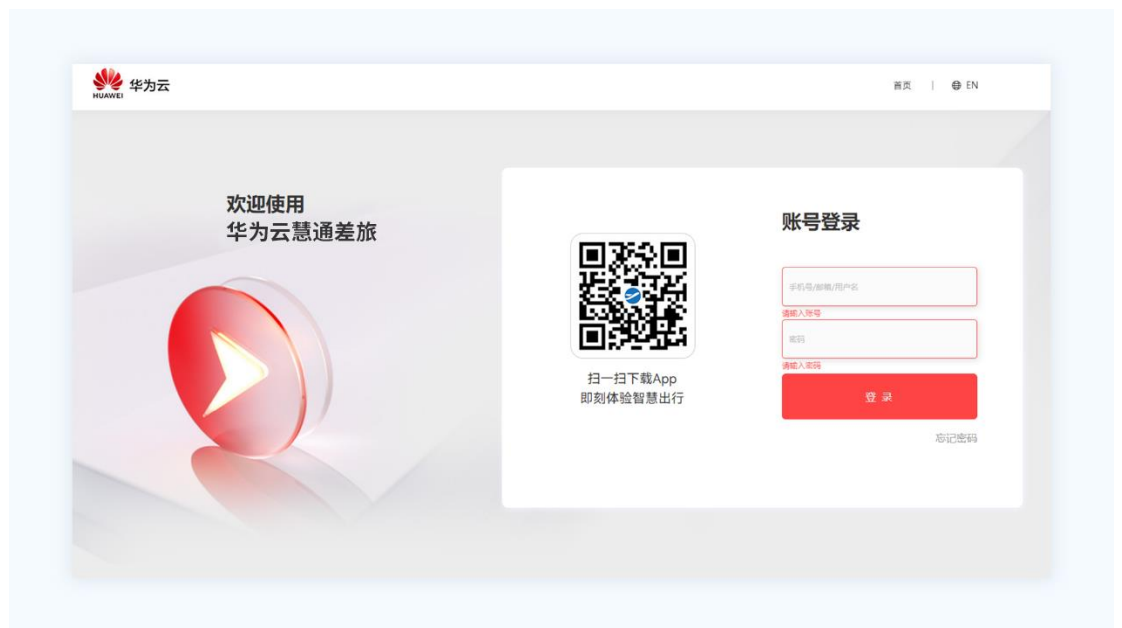 HUAWEI
华为云
首页 | EN
欢迎使用
华为云慧通差旅
扫一扫下载App
即刻体验智慧出行
账号登录
手机号/邮箱/用户名
请输入账号
密码
请输入密码
登 录
忘记密码